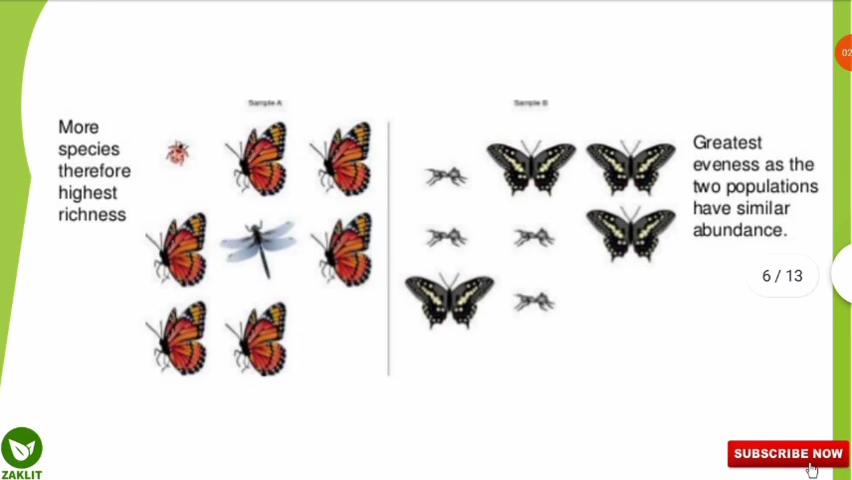 Sample A
Sample B
More
species
therefore
highest
richness
Greatest
eveness as the
two populations
have similar
abundance.
02
6 / 13
ZAKLIT
SUBSCRIBE NOW